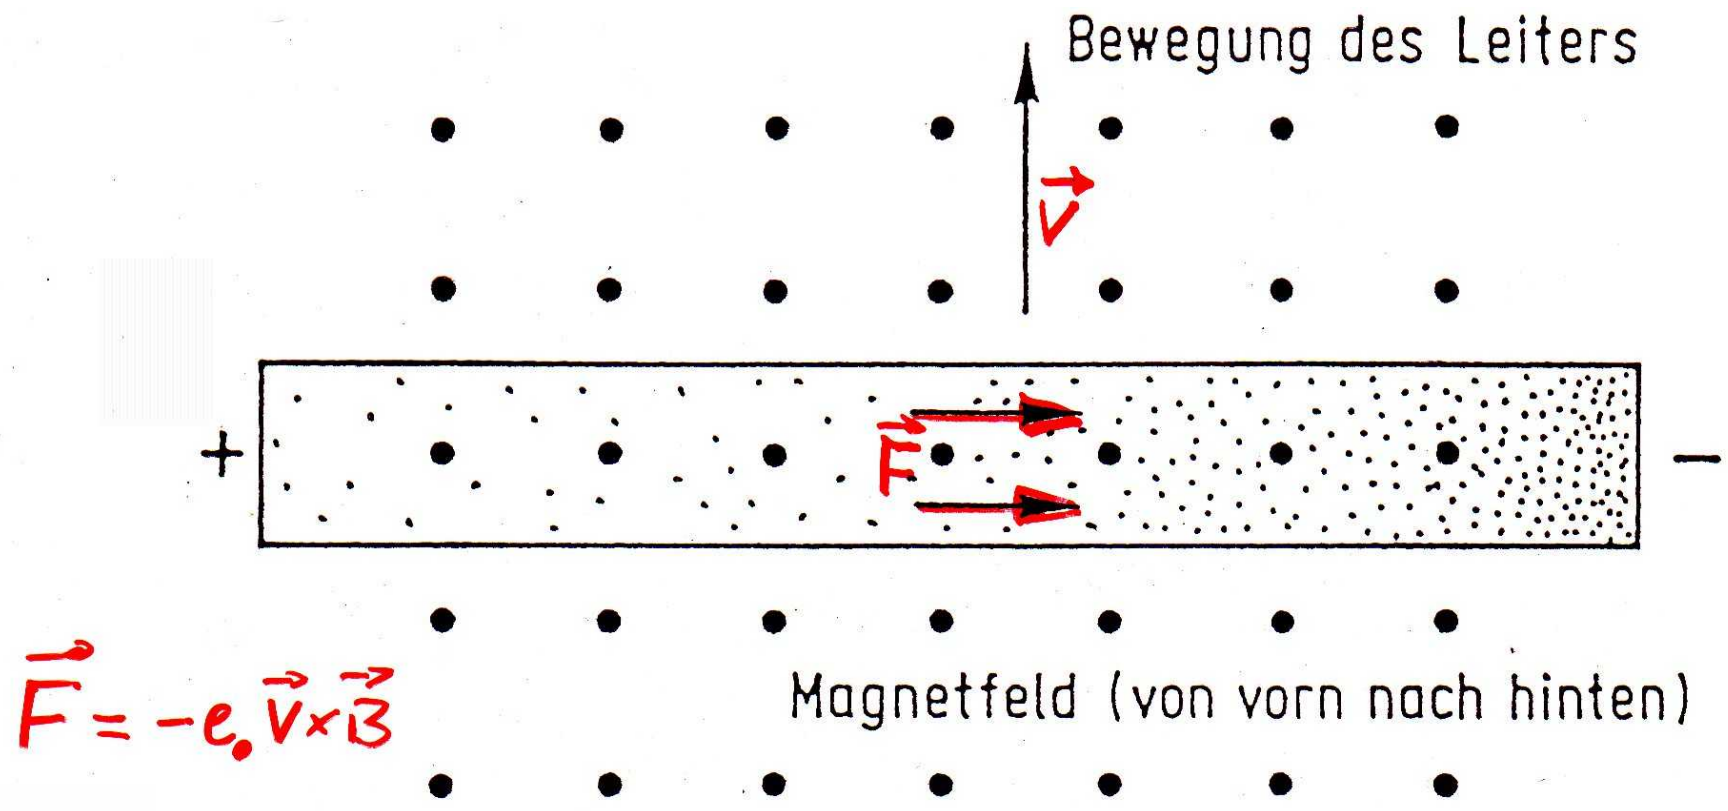 Bewegung des Leiters
v⃗
+ F⃗ −
F⃗ = -e₀ v⃗ × B⃗
Magnetfeld (von vorn nach hinten)